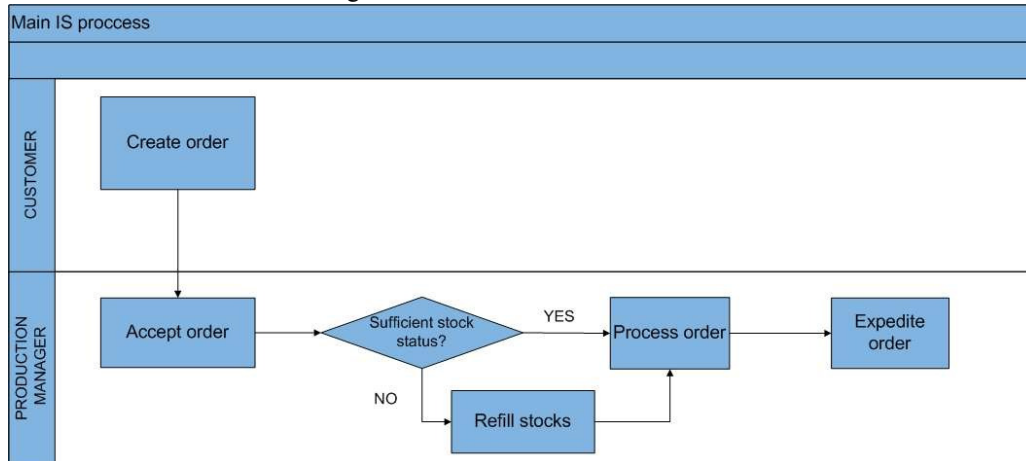 Main IS proccess
CUSTOMER
Create order
PRODUCTION
MANAGER
Accept order
Sufficient stock
status?
YES
NO
Process order
Expedite
order
Refill stocks